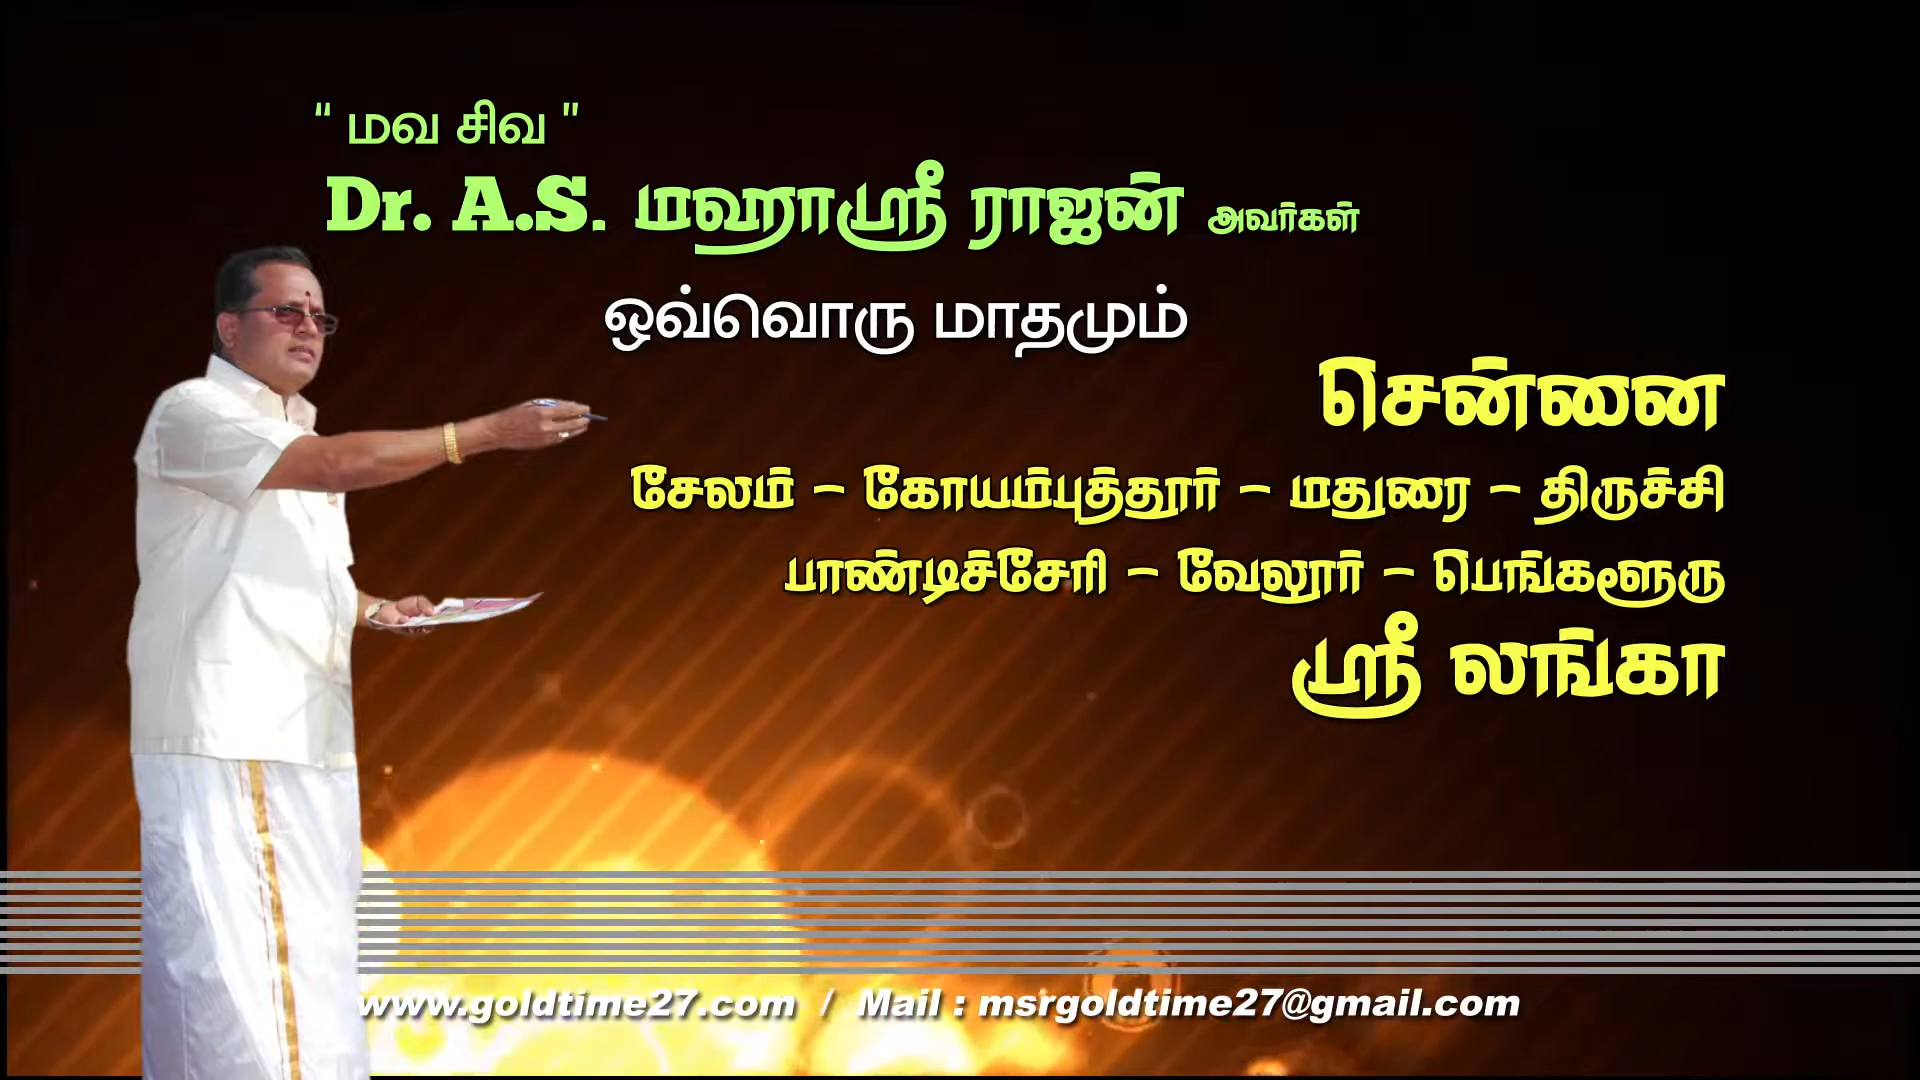 “ மவ சிவ ”
Dr. A.S. மஹாஸ்ரீ ராஜன் அவர்கள்
ஒவ்வொரு மாதமும்
சென்னை
சேலம் – கோயம்புத்தூர் – மதுரை – திருச்சி
பாண்டிச்சேரி – வேலூர் – பெங்களூரு
ஸ்ரீ லங்கா
www.goldtime27.com / Mail : msrgoldtime27@gmail.com